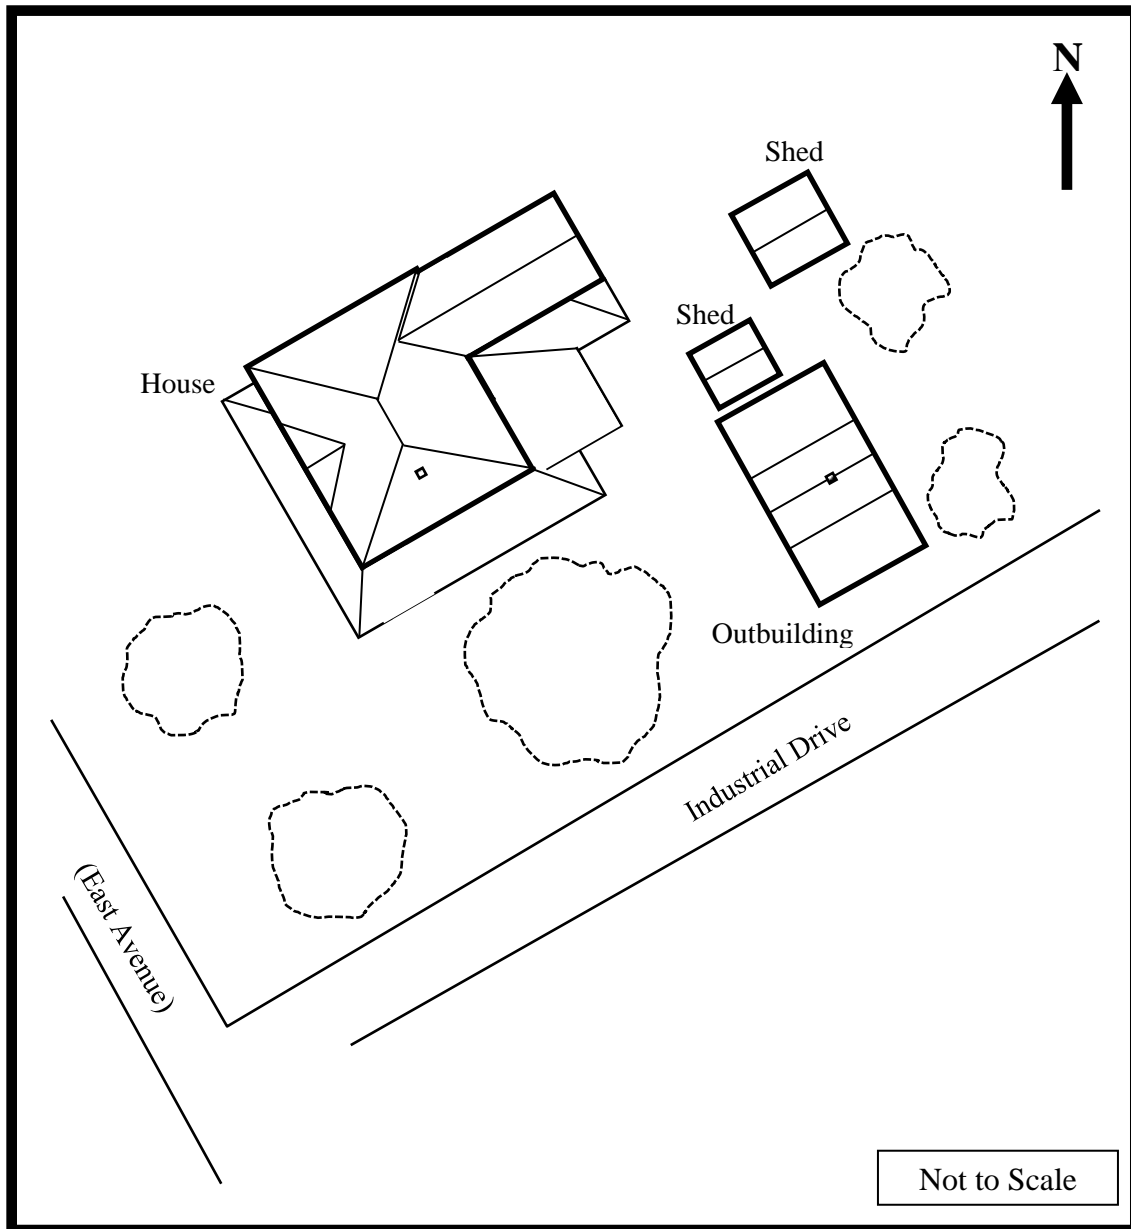 N
Shed
Shed
House
Outbuilding
Industrial Drive
(East Avenue)
Not to Scale